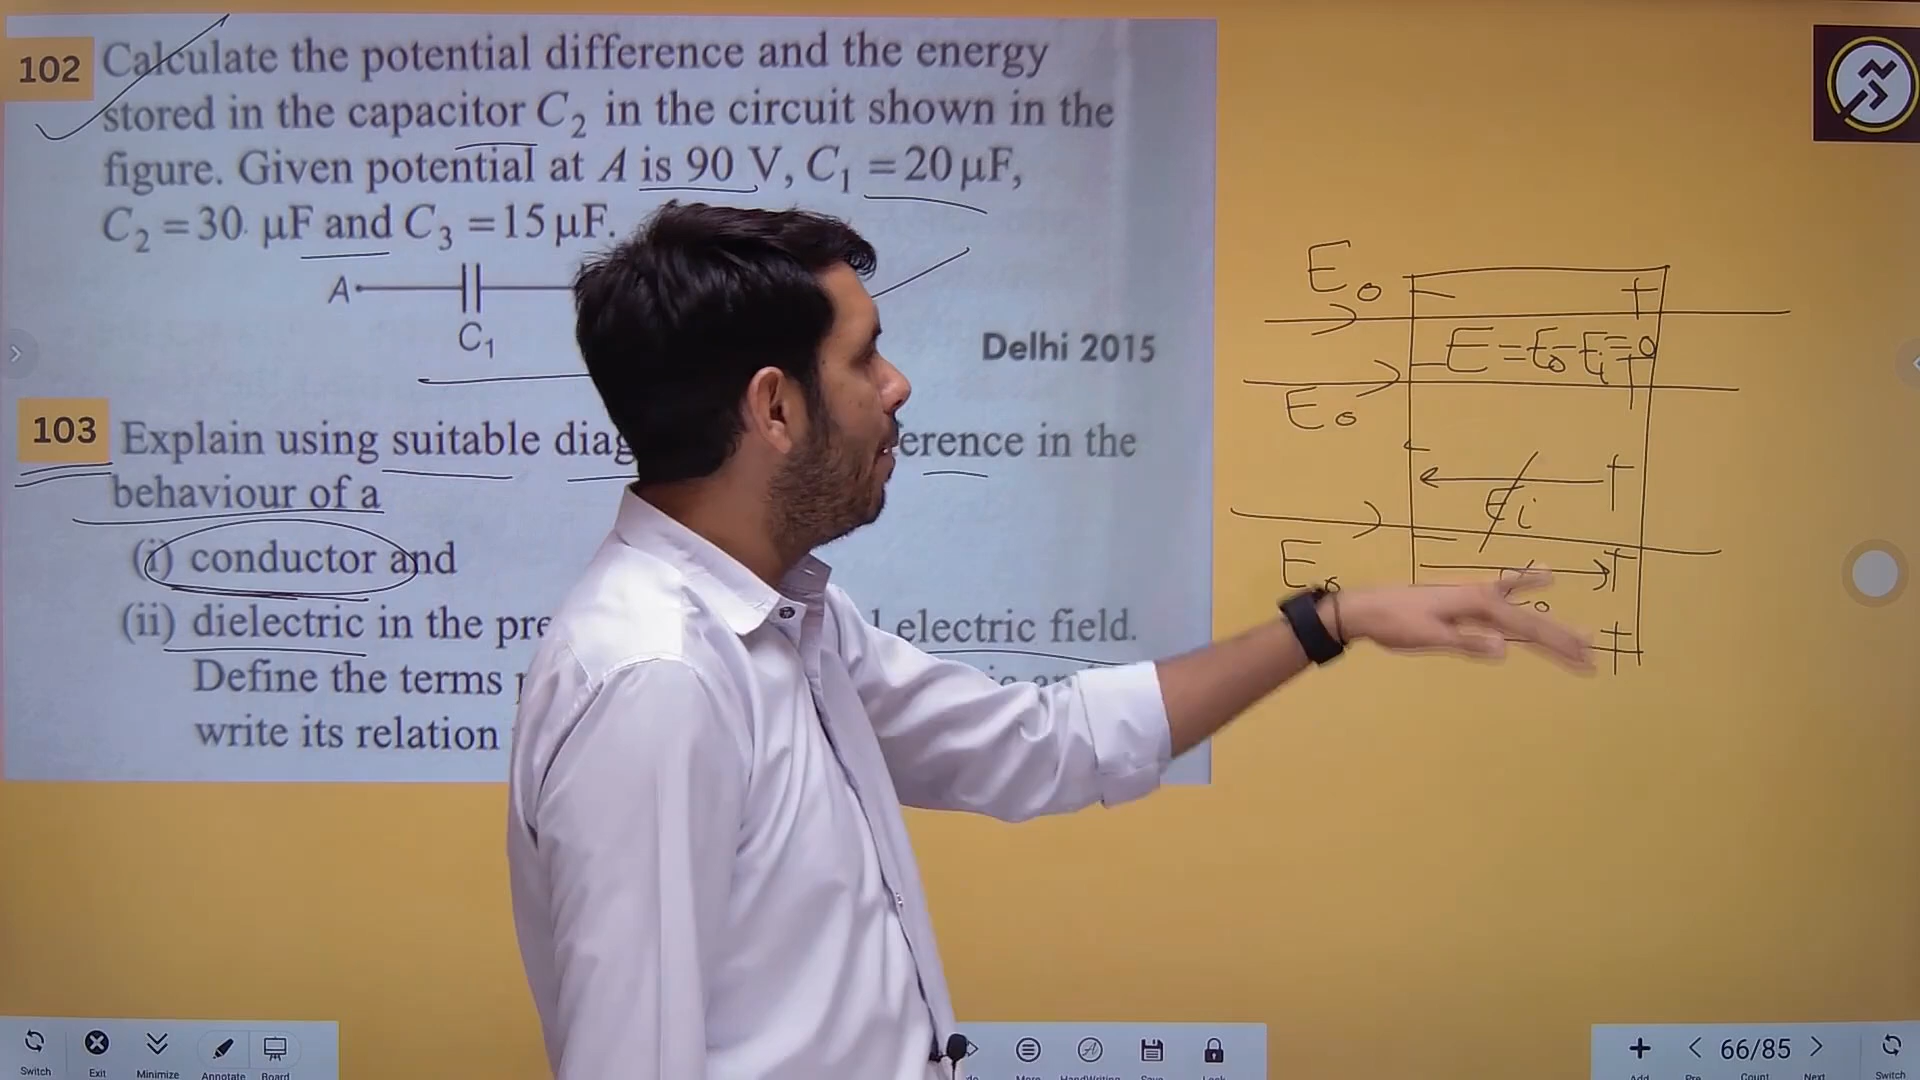 102 Calculate the potential difference and the energy
stored in the capacitor C₂ in the circuit shown in the
figure. Given potential at A is 90 V, C₁ = 20 µF,
C₂ = 30 µF and C₃ = 15 µF.
A
C₁
Delhi 2015
103 Explain using suitable erence in the
behaviour of a
(i) conductor and
(ii) dielectric in the electric field.
Define the terms
write its relation
E₀
E = E₀ - Eᵢ = 0
E₀
Eᵢ
E₀
E₀
Switch Exit Minimize Annotate Board
66/85
Switch